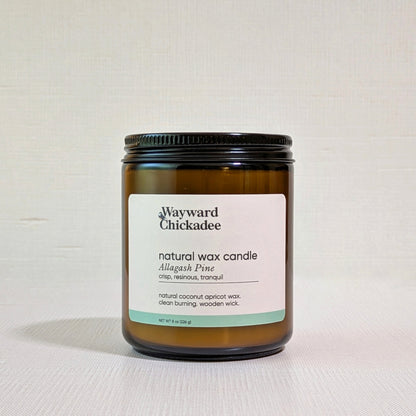 Wayward
Chickadee
natural wax candle
Allagash Pine
crisp, resinous, tranquil
natural coconut apricot wax.
clean burning. wooden wick.
NET WT 8 oz (226 g)